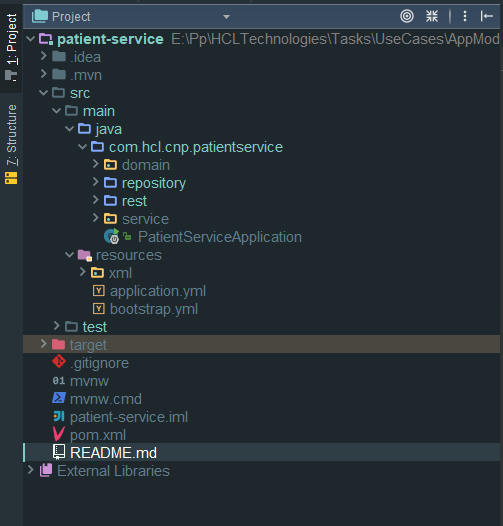 1: Project
7: Structure
Project
patient-service E:\Pp\HCLTechnologies\Tasks\UseCases\AppMod
.idea
.mvn
src
main
java
com.hcl.cnp.patientservice
domain
repository
rest
service
PatientServiceApplication
resources
xml
application.yml
bootstrap.yml
test
target
.gitignore
01 mvnw
mvnw.cmd
patient-service.iml
pom.xml
README.md
External Libraries